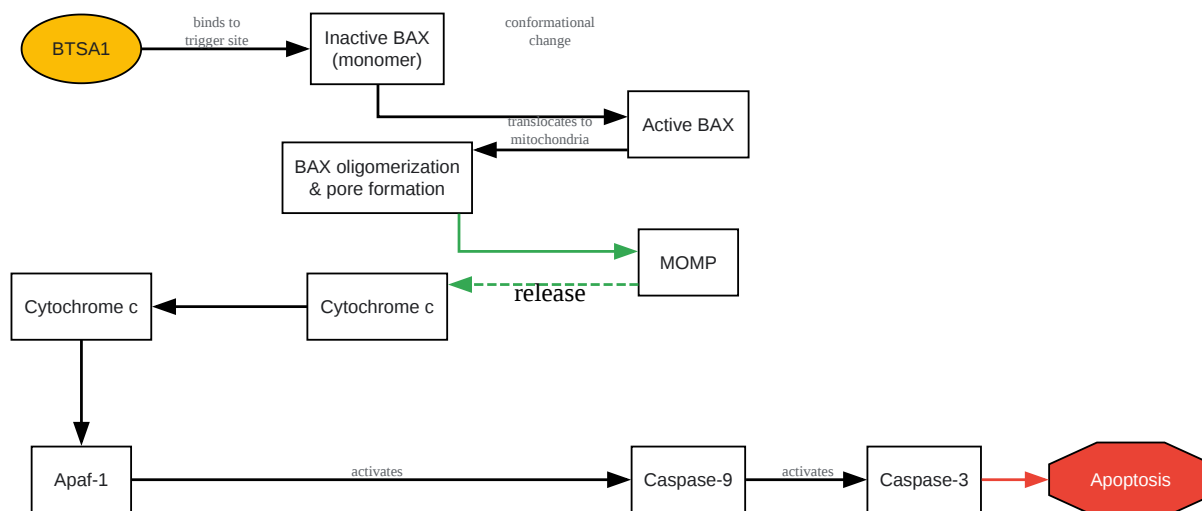 BTSA1
binds to
trigger site
Inactive BAX
(monomer)
conformational
change
Active BAX
translocates to
mitochondria
BAX oligomerization
& pore formation
MOMP
release
Cytochrome c
Cytochrome c
Apaf-1
activates
Caspase-9
activates
Caspase-3
Apoptosis